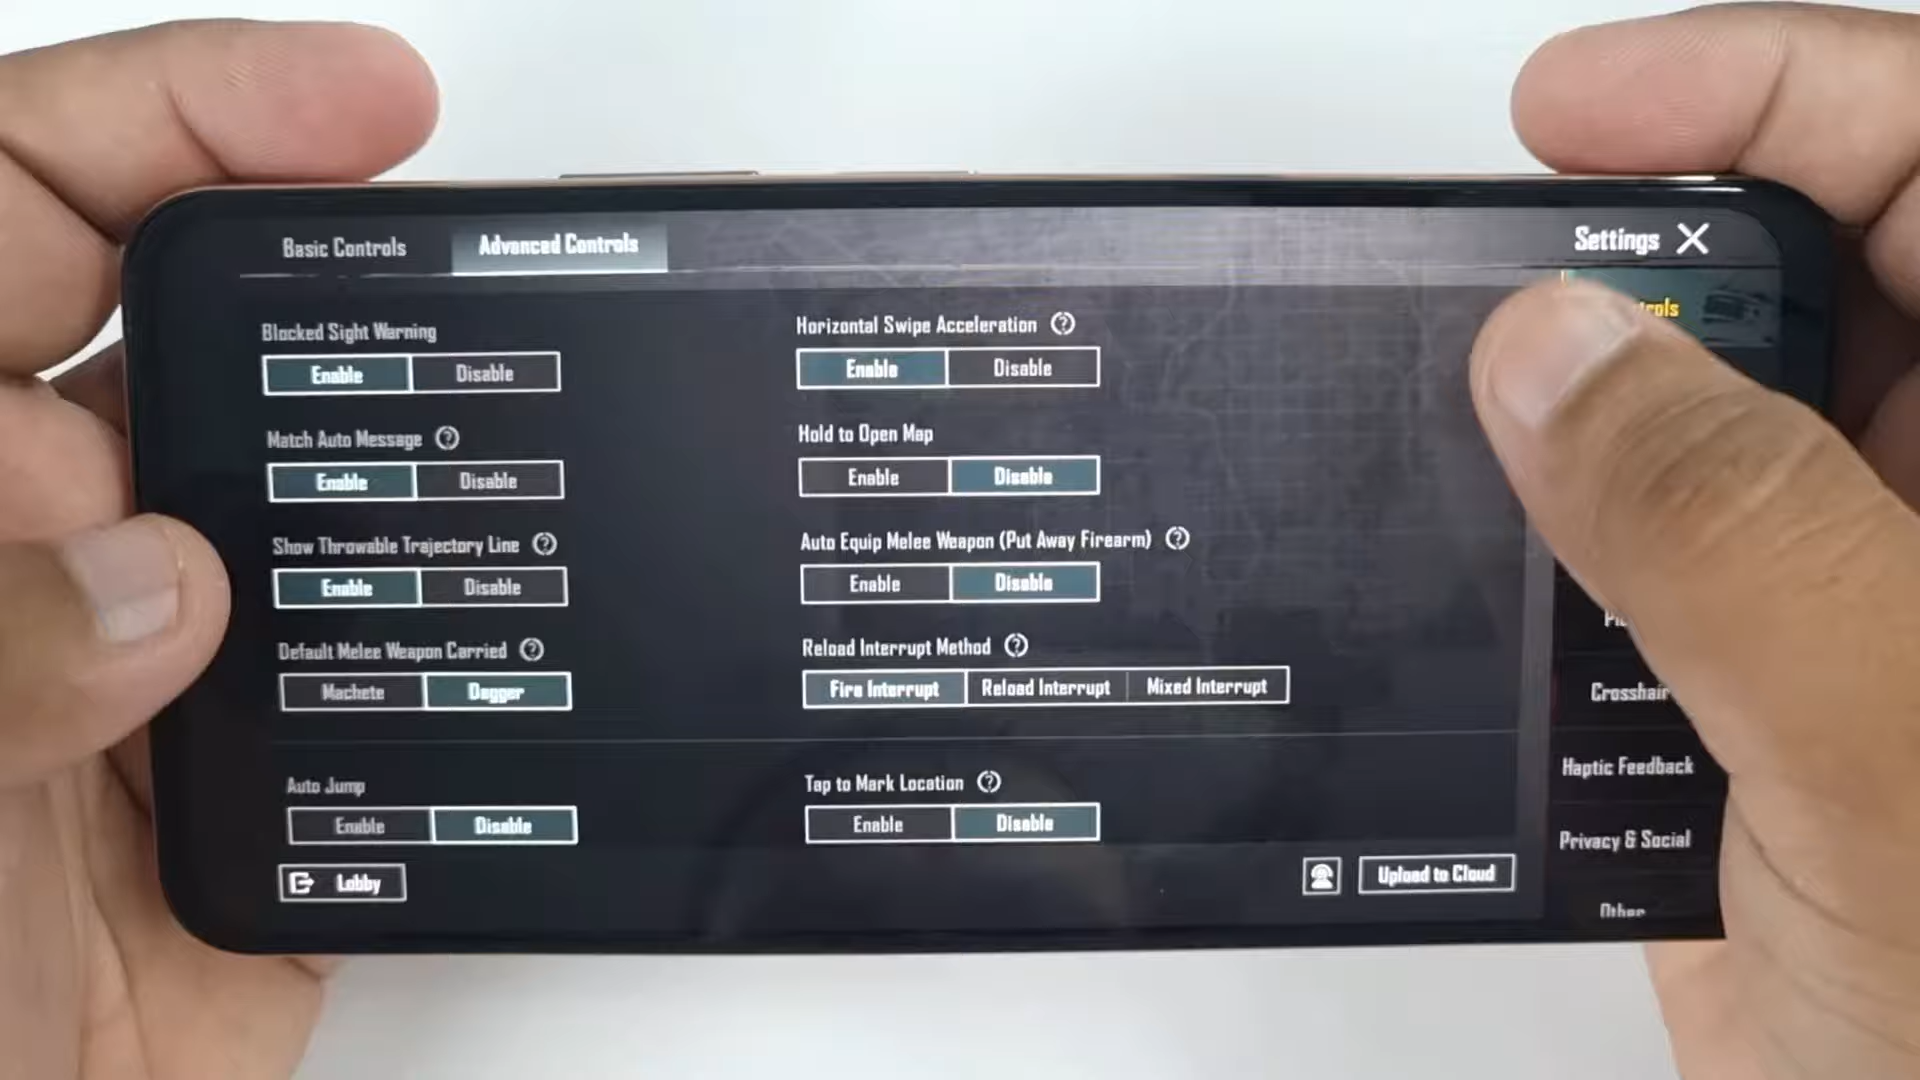 Basic Controls
Advanced Controls
Settings
Blocked Sight Warning
Enable Disable
Horizontal Swipe Acceleration ?
Enable Disable
Match Auto Message ?
Enable Disable
Hold to Open Map
Enable Disable
Show Throwable Trajectory Line ?
Enable Disable
Auto Equip Melee Weapon (Put Away Firearm) ?
Enable Disable
Default Melee Weapon Carried ?
Machete Dagger
Reload Interrupt Method ?
Fire Interrupt Reload Interrupt Mixed Interrupt
Auto Jump
Enable Disable
Tap to Mark Location ?
Enable Disable
Lobby
Upload to Cloud
Crosshair
Haptic Feedback
Privacy & Social
Other